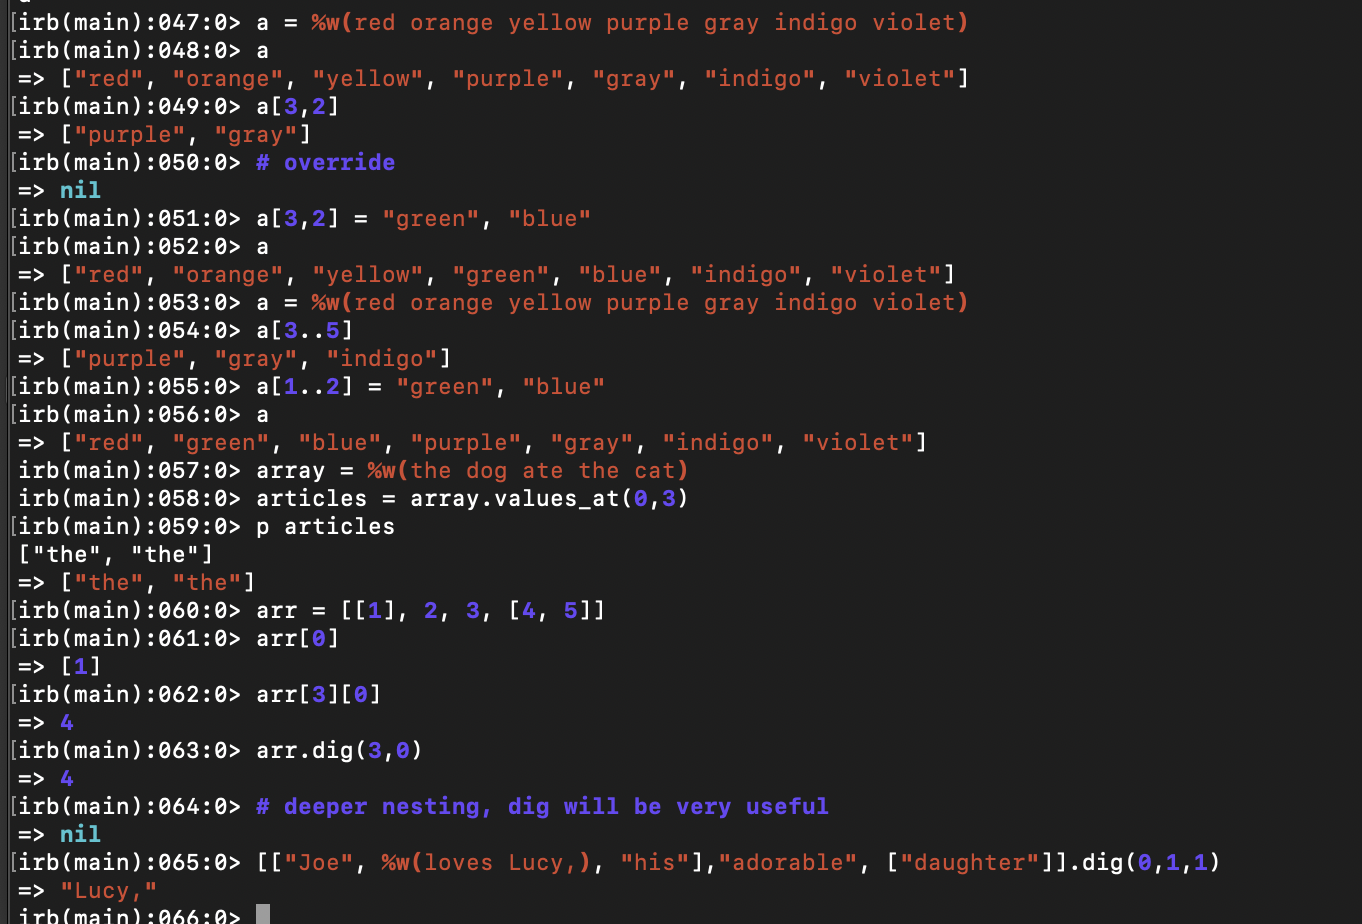 irb(main):047:0> a = %w(red orange yellow purple gray indigo violet)
irb(main):048:0> a
=> ["red", "orange", "yellow", "purple", "gray", "indigo", "violet"]
irb(main):049:0> a[3,2]
=> ["purple", "gray"]
irb(main):050:0> # override
=> nil
irb(main):051:0> a[3,2] = "green", "blue"
irb(main):052:0> a
=> ["red", "orange", "yellow", "green", "blue", "indigo", "violet"]
irb(main):053:0> a = %w(red orange yellow purple gray indigo violet)
irb(main):054:0> a[3..5]
=> ["purple", "gray", "indigo"]
irb(main):055:0> a[1..2] = "green", "blue"
irb(main):056:0> a
=> ["red", "green", "blue", "purple", "gray", "indigo", "violet"]
irb(main):057:0> array = %w(the dog ate the cat)
irb(main):058:0> articles = array.values_at(0,3)
irb(main):059:0> p articles
["the", "the"]
=> ["the", "the"]
irb(main):060:0> arr = [[1], 2, 3, [4, 5]]
irb(main):061:0> arr[0]
=> [1]
irb(main):062:0> arr[3][0]
=> 4
irb(main):063:0> arr.dig(3,0)
=> 4
irb(main):064:0> # deeper nesting, dig will be very useful
=> nil
irb(main):065:0> [["Joe", %w(loves Lucy,), "his"],"adorable", ["daughter"]].dig(0,1,1)
=> "Lucy,"
irb(main):066:0>